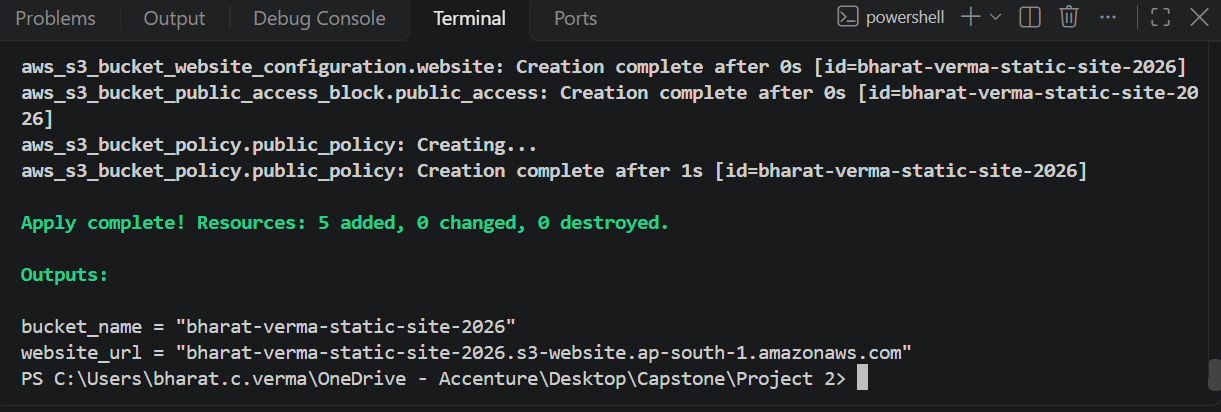 Problems Output Debug Console Terminal Ports powershell
aws_s3_bucket_website_configuration.website: Creation complete after 0s [id=bharat-verma-static-site-2026]
aws_s3_bucket_public_access_block.public_access: Creation complete after 0s [id=bharat-verma-static-site-20
26]
aws_s3_bucket_policy.public_policy: Creating...
aws_s3_bucket_policy.public_policy: Creation complete after 1s [id=bharat-verma-static-site-2026]
Apply complete! Resources: 5 added, 0 changed, 0 destroyed.
Outputs:
bucket_name = "bharat-verma-static-site-2026"
website_url = "bharat-verma-static-site-2026.s3-website.ap-south-1.amazonaws.com"
PS C:\Users\bharat.c.verma\OneDrive - Accenture\Desktop\Capstone\Project 2>